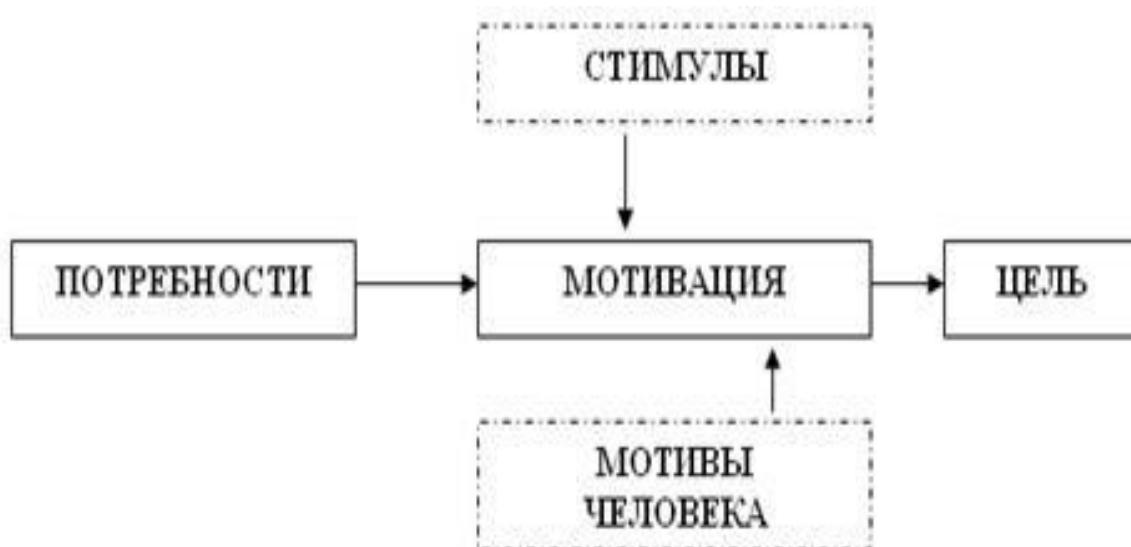 СТИМУЛЫ
ПОТРЕБНОСТИ
МОТИВАЦИЯ
ЦЕЛЬ
МОТИВЫ
ЧЕЛОВЕКА